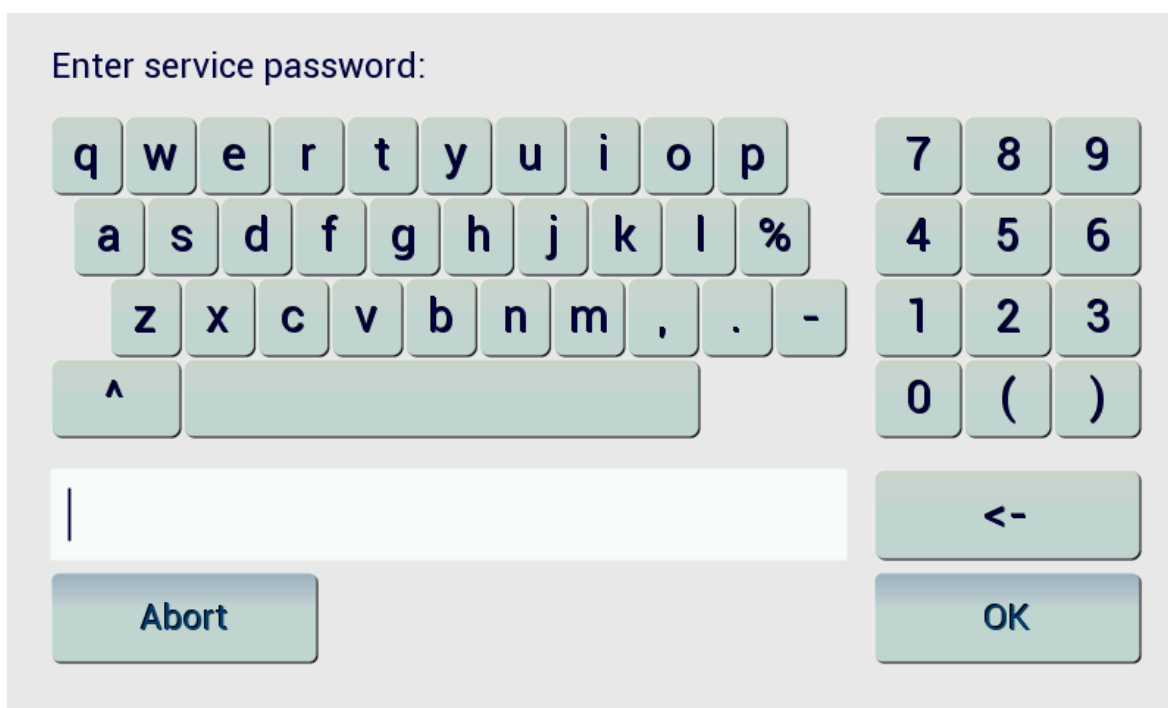 Enter service password:
q w e r t y u i o p 7 8 9
a s d f g h j k l % 4 5 6
z x c v b n m , . - 1 2 3
^ 0 ( )
<-
Abort OK